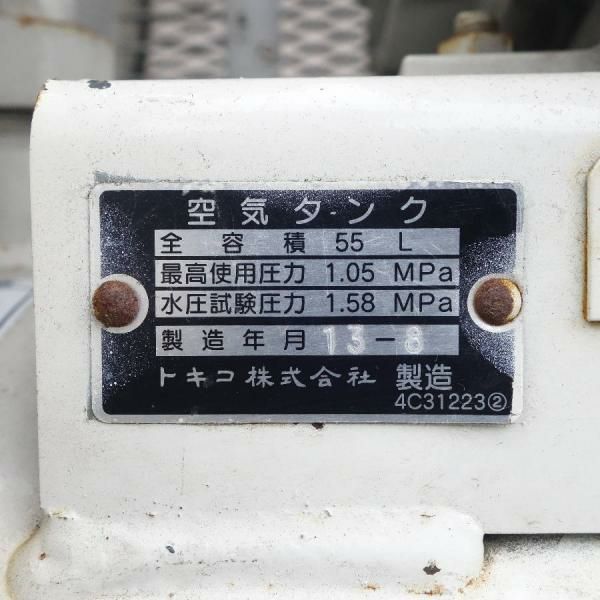 空気タンク
全容積 55 L
最高使用圧力 1.05 MPa
水圧試験圧力 1.58 MPa
製造年月 13-8
トキコ株式会社 製造
4C31223②